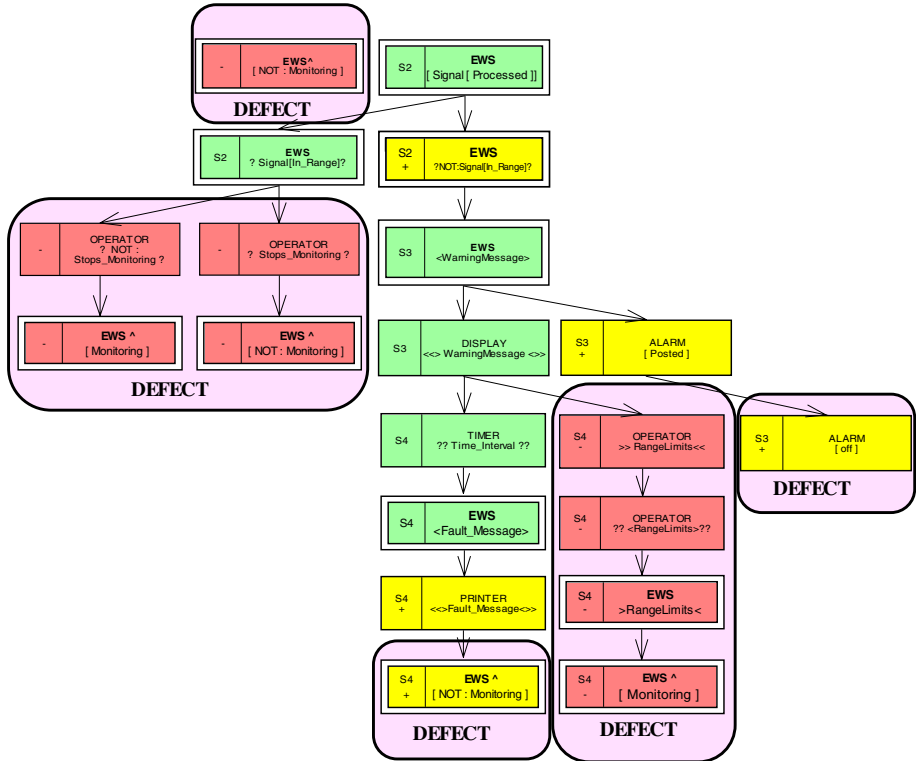 -
EWS ^
[ NOT : Monitoring ]
DEFECT
S2
EWS
[ Signal [ Processed ]]
S2
EWS
? Signal[In_Range]?
S2
+
EWS
?NOT:Signal[In_Range]?
-
OPERATOR
? NOT :
Stops_Monitoring ?
-
OPERATOR
? Stops_Monitoring ?
S3
EWS
<WarningMessage>
-
EWS ^
[ Monitoring ]
-
EWS ^
[ NOT : Monitoring ]
DEFECT
S3
DISPLAY
<<> WarningMessage <>>
S3
+
ALARM
[ Posted ]
S4
TIMER
?? Time_Interval ??
S4
-
OPERATOR
>> RangeLimits<<
S3
+
ALARM
[ off ]
DEFECT
S4
EWS
<Fault_Message>
S4
-
OPERATOR
?? <RangeLimits>??
S4
+
PRINTER
<<>Fault_Message<>>
S4
-
EWS
>RangeLimits<
S4
+
EWS ^
[ NOT : Monitoring ]
DEFECT
S4
-
EWS ^
[ Monitoring ]
DEFECT